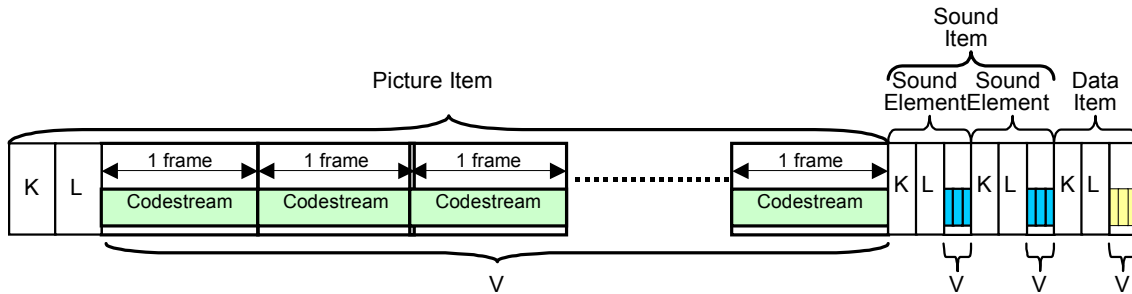 Sound
Item
Picture Item
Sound Sound Data
Element Element Item
1 frame 1 frame 1 frame 1 frame
K L K L K L K L
Codestream Codestream Codestream Codestream
V V V V